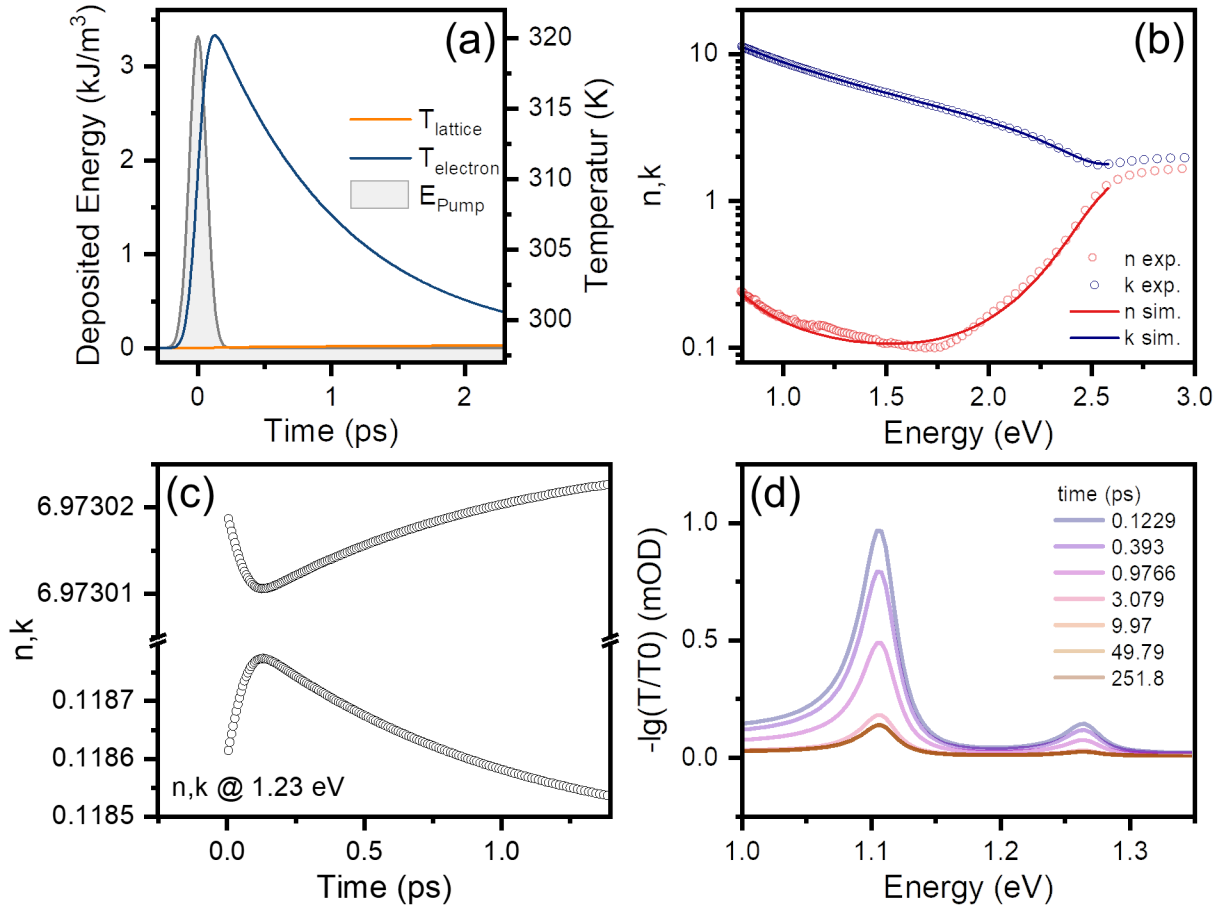 (a)
Deposited Energy (kJ/m³)
3
2
1
0
320
315
310
305
300
Temperatur (K)
T_lattice
T_electron
E_Pump
0 1 2
Time (ps)
(b)
n,k
10
1
0.1
n exp.
k exp.
n sim.
k sim.
1.0 1.5 2.0 2.5 3.0
Energy (eV)
(c)
n,k
6.97302
6.97301
0.1187
0.1186
0.1185
n,k @ 1.23 eV
0.0 0.5 1.0
Time (ps)
(d)
-lg(T/T0) (mOD)
1.0
0.5
0.0
time (ps)
0.1229
0.393
0.9766
3.079
9.97
49.79
251.8
1.0 1.1 1.2 1.3
Energy (eV)